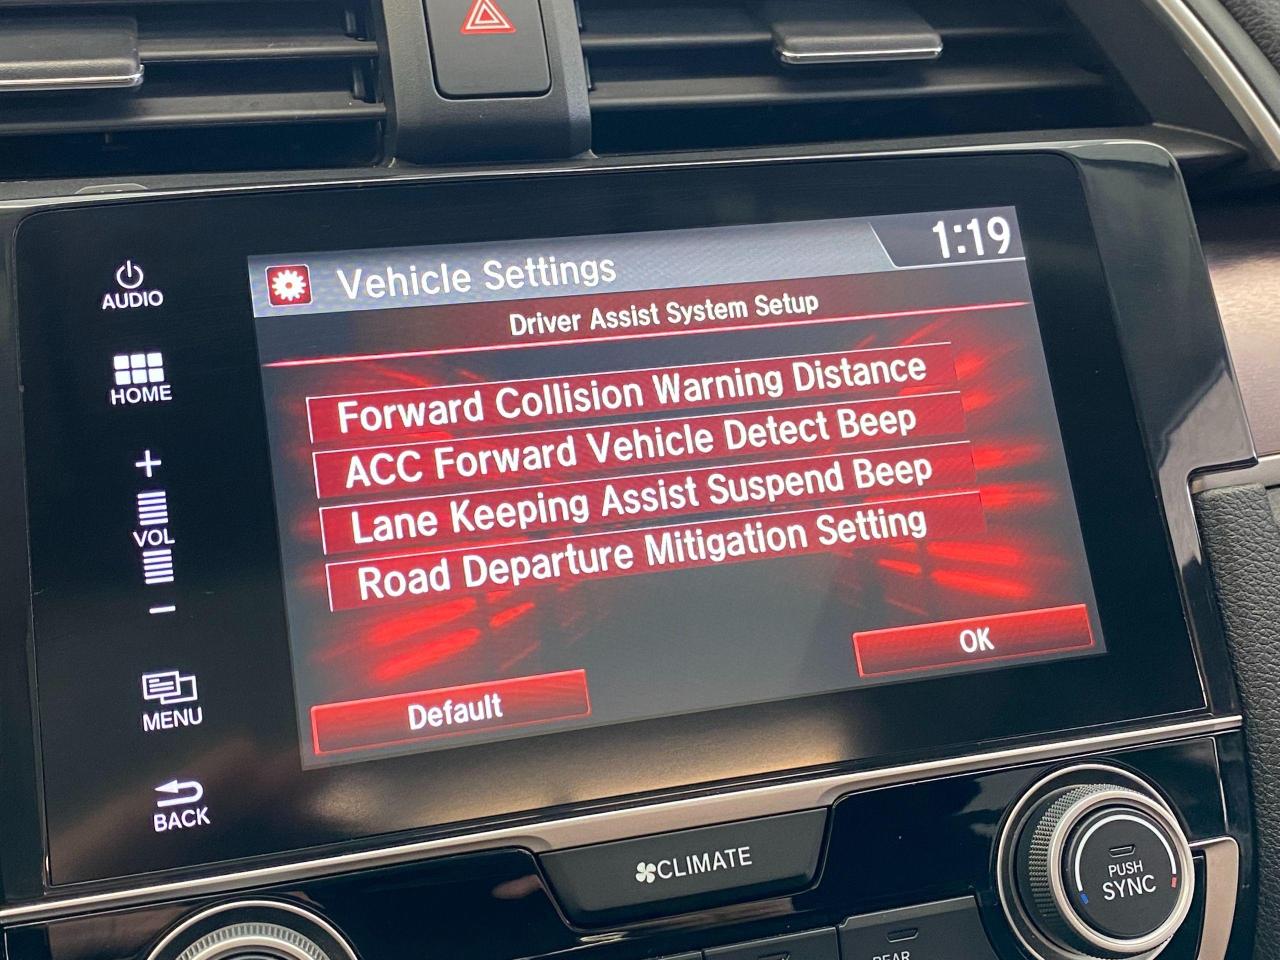 Vehicle Settings
1:19
Driver Assist System Setup
Forward Collision Warning Distance
ACC Forward Vehicle Detect Beep
Lane Keeping Assist Suspend Beep
Road Departure Mitigation Setting
Default
OK
AUDIO
HOME
+
VOL
−
MENU
BACK
CLIMATE
PUSH
SYNC
REAR